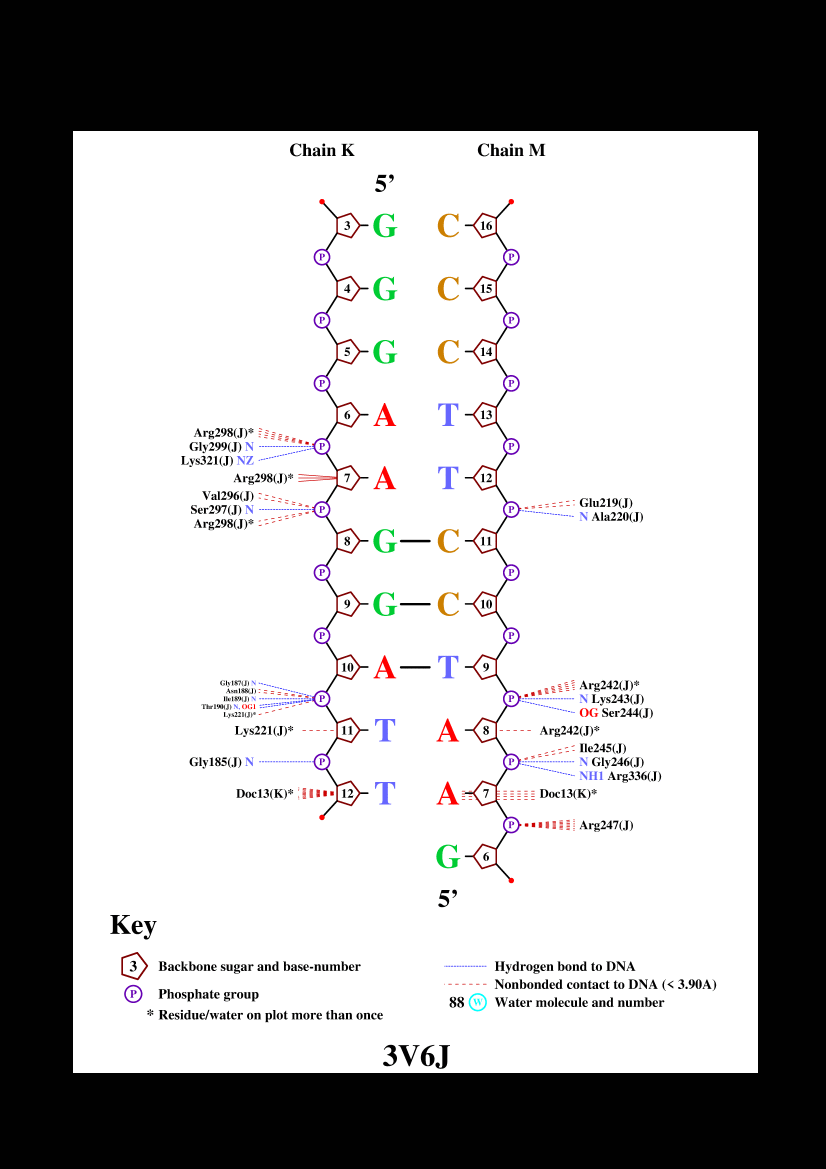 Chain K Chain M
5’
3 G C 16
P P
4 G C 15
P P
5 G C 14
P P
6 A T 13
Arg298(J)*
Gly299(J) N P P
Lys321(J) NZ
Arg298(J)* 7 A T 12
Val296(J) Glu219(J)
Ser297(J) N P P N Ala220(J)
Arg298(J)*
8 G C 11
P P
9 G C 10
P P
10 A T 9
Gly187(J) N Arg242(J)*
Asn188(J)
Ile189(J) N P P N Lys243(J)
Thr190(J) N, OG1 OG Ser244(J)
Lys221(J)*
Lys221(J)* 11 T A 8 Arg242(J)*
Ile245(J)
Gly185(J) N P P N Gly246(J)
NH1 Arg336(J)
Doc13(K)* 12 T A 7 Doc13(K)*
P Arg247(J)
G 6
5’
Key
3 Backbone sugar and base-number Hydrogen bond to DNA
Nonbonded contact to DNA (< 3.90A)
P Phosphate group 88 W Water molecule and number
* Residue/water on plot more than once
3V6J